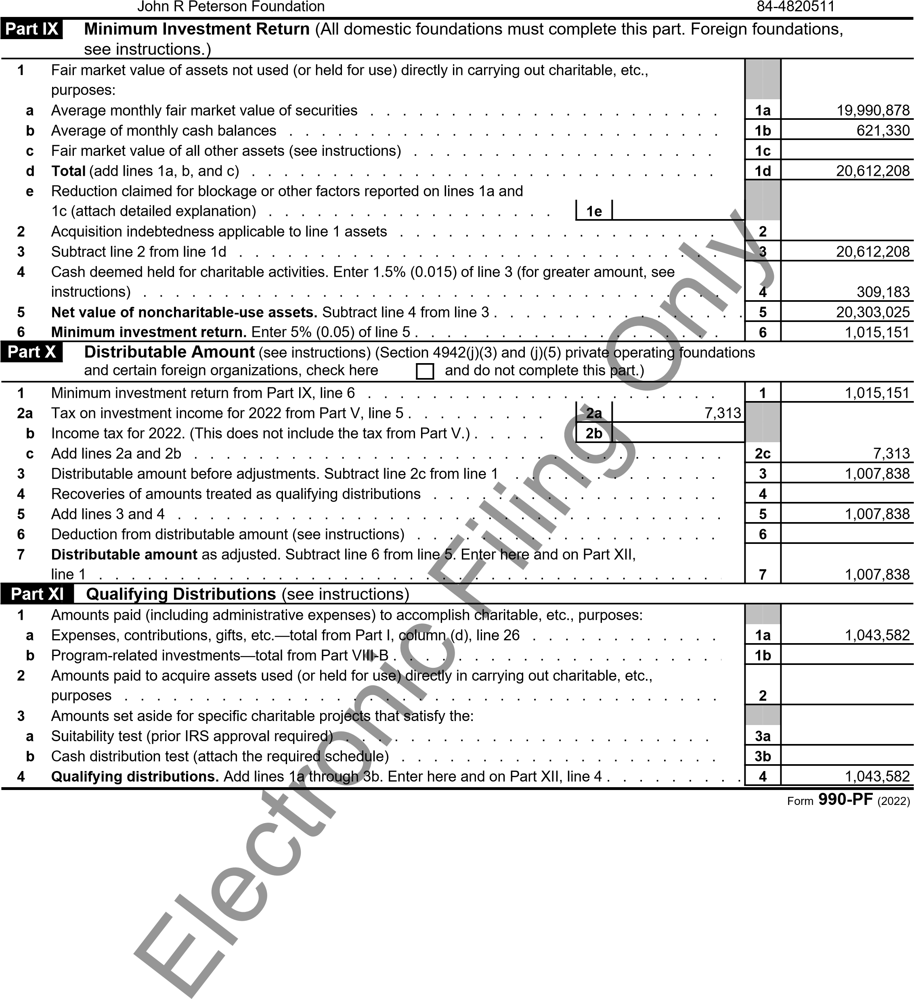 John R Peterson Foundation 84-4820511
Part IX Minimum Investment Return (All domestic foundations must complete this part. Foreign foundations,
see instructions.)
1 Fair market value of assets not used (or held for use) directly in carrying out charitable, etc.,
purposes:
a Average monthly fair market value of securities . . . . . . . . . . . . . . . . . . . . . . 1a 19,990,878
b Average of monthly cash balances . . . . . . . . . . . . . . . . . . . . . . . . . . . 1b 621,330
c Fair market value of all other assets (see instructions) . . . . . . . . . . . . . . . . . . . 1c
d Total (add lines 1a, b, and c) . . . . . . . . . . . . . . . . . . . . . . . . . . . . . 1d 20,612,208
e Reduction claimed for blockage or other factors reported on lines 1a and
1c (attach detailed explanation) . . . . . . . . . . . . . . . . . . 1e
2 Acquisition indebtedness applicable to line 1 assets . . . . . . . . . . . . . . . . . . . . 2
3 Subtract line 2 from line 1d . . . . . . . . . . . . . . . . . . . . . . . . . . . . . . 3 20,612,208
4 Cash deemed held for charitable activities. Enter 1.5% (0.015) of line 3 (for greater amount, see
instructions) . . . . . . . . . . . . . . . . . . . . . . . . . . . . . . . . . . . . 4 309,183
5 Net value of noncharitable-use assets. Subtract line 4 from line 3 . . . . . . . . . . . . . . . . 5 20,303,025
6 Minimum investment return. Enter 5% (0.05) of line 5 . . . . . . . . . . . . . . . . . . . 6 1,015,151
Part X Distributable Amount (see instructions) (Section 4942(j)(3) and (j)(5) private operating foundations
and certain foreign organizations, check here and do not complete this part.)
1 Minimum investment return from Part IX, line 6 . . . . . . . . . . . . . . . . . . . . . . 1 1,015,151
2a Tax on investment income for 2022 from Part V, line 5 . . . . . . . . . 2a 7,313
b Income tax for 2022. (This does not include the tax from Part V.) . . . . . 2b
c Add lines 2a and 2b . . . . . . . . . . . . . . . . . . . . . . . . . . . . . . . . . 2c 7,313
3 Distributable amount before adjustments. Subtract line 2c from line 1 . . . . . . . . . . . . . 3 1,007,838
4 Recoveries of amounts treated as qualifying distributions . . . . . . . . . . . . . . . . . . 4
5 Add lines 3 and 4 . . . . . . . . . . . . . . . . . . . . . . . . . . . . . . . . . . 5 1,007,838
6 Deduction from distributable amount (see instructions) . . . . . . . . . . . . . . . . . . . 6
7 Distributable amount as adjusted. Subtract line 6 from line 5. Enter here and on Part XII,
line 1 . . . . . . . . . . . . . . . . . . . . . . . . . . . . . . . . . . . . . . . 7 1,007,838
Part XI Qualifying Distributions (see instructions)
1 Amounts paid (including administrative expenses) to accomplish charitable, etc., purposes:
a Expenses, contributions, gifts, etc.—total from Part I, column (d), line 26 . . . . . . . . . . . . 1a 1,043,582
b Program-related investments—total from Part VIII-B . . . . . . . . . . . . . . . . . . . . . 1b
2 Amounts paid to acquire assets used (or held for use) directly in carrying out charitable, etc.,
purposes . . . . . . . . . . . . . . . . . . . . . . . . . . . . . . . . . . . . . 2
3 Amounts set aside for specific charitable projects that satisfy the:
a Suitability test (prior IRS approval required) . . . . . . . . . . . . . . . . . . . . . . . 3a
b Cash distribution test (attach the required schedule) . . . . . . . . . . . . . . . . . . . . 3b
4 Qualifying distributions. Add lines 1a through 3b. Enter here and on Part XII, line 4 . . . . . . . . . 4 1,043,582
Form 990-PF (2022)
Electronic Filing Only